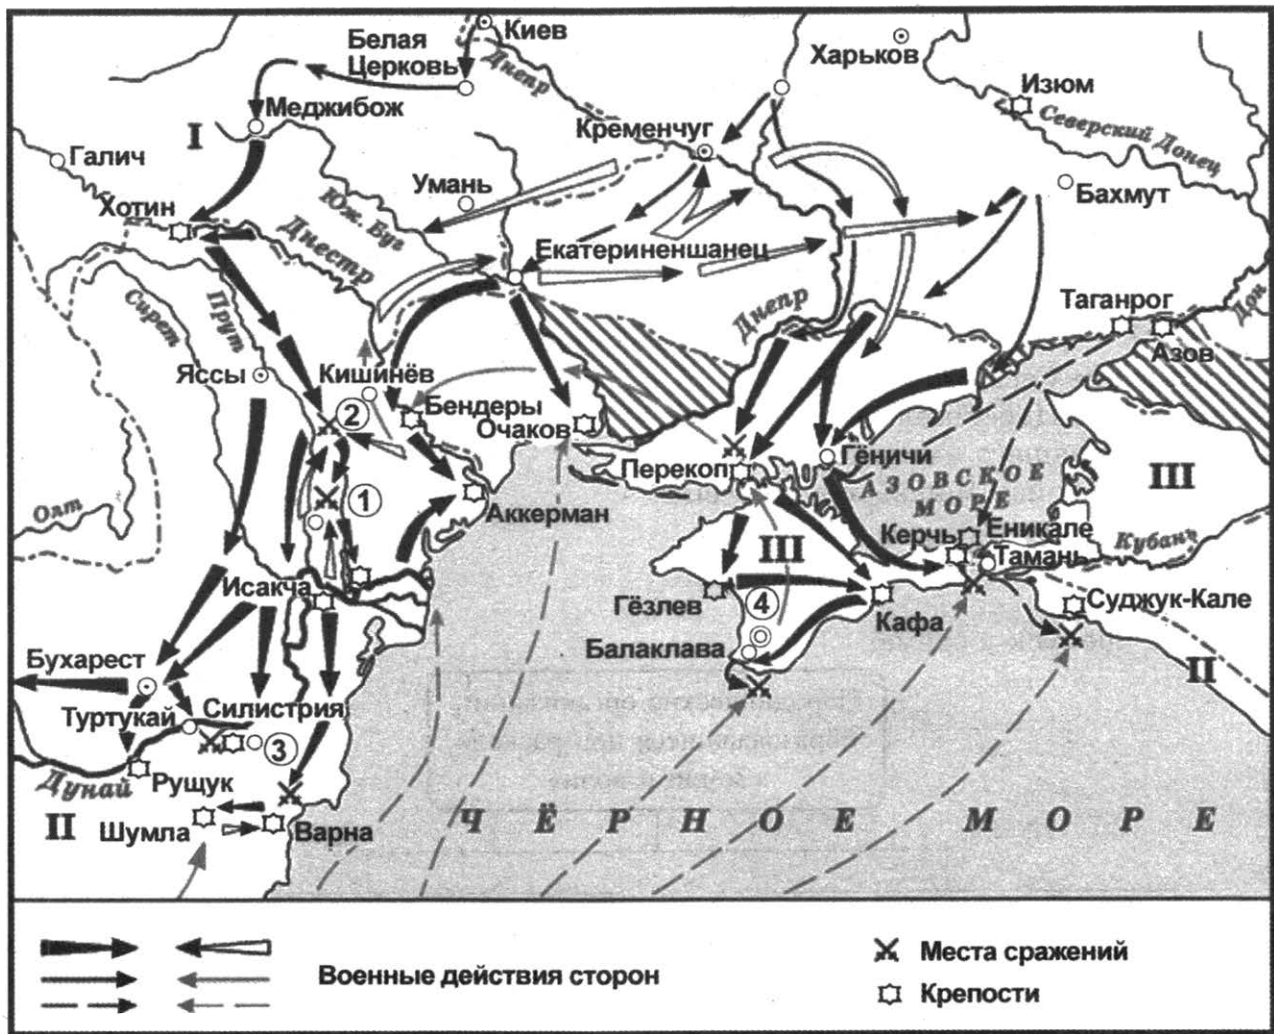 Киев
Белая
Церковь
Днепр
Харьков
Изюм
Северский Донец
Меджибож
I
Кременчуг
Галич
Умань
Бахмут
Хотин
Юж. Буг
Днестр
Екатериненшанец
Сирет
Прут
Днепр
Таганрог
Дон
Азов
Яссы
Кишинёв
2
Бендеры
Очаков
Перекоп
Гёничи
АЗОВСКОЕ
МОРЕ
III
Олт
1
Аккерман
Керчь
Еникале
Тамань
Кубань
III
Исакча
Гёзлев
4
Кафа
Суджук-Кале
Балаклава
Бухарест
II
Туртукай
Силистрия
3
Дунай
Рущук
II
Шумла
Варна
ЧЁРНОЕ МОРЕ
Военные действия сторон
Места сражений
Крепости